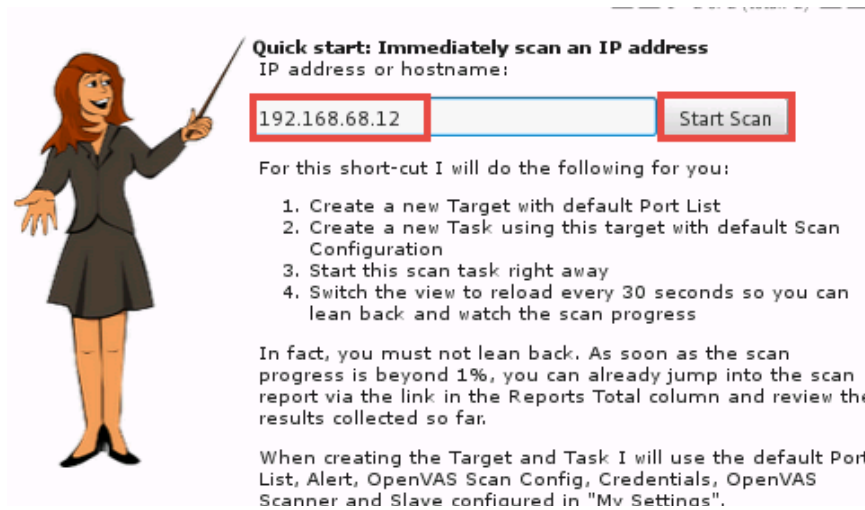 Quick start: Immediately scan an IP address
IP address or hostname:
192.168.68.12
Start Scan
For this short-cut I will do the following for you:
1. Create a new Target with default Port List
2. Create a new Task using this target with default Scan
Configuration
3. Start this scan task right away
4. Switch the view to reload every 30 seconds so you can
lean back and watch the scan progress
In fact, you must not lean back. As soon as the scan
progress is beyond 1%, you can already jump into the scan
report via the link in the Reports Total column and review the
results collected so far.
When creating the Target and Task I will use the default Port
List, Alert, OpenVAS Scan Config, Credentials, OpenVAS
Scanner and Slave configured in "My Settings".